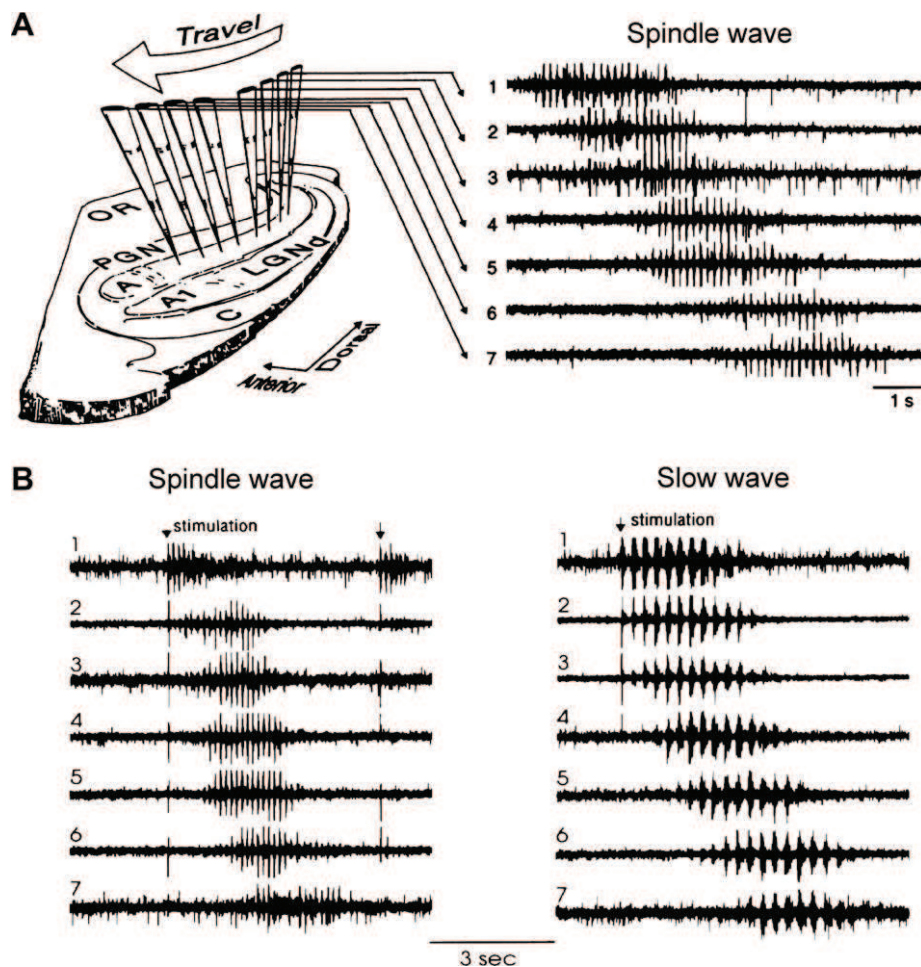 A
Travel
Spindle wave
1
2
3
4
5
6
7
1 s
OR
PGN
A
A1
LGNd
C
Dorsal
Anterior
B
Spindle wave
Slow wave
stimulation
1
2
3
4
5
6
7
stimulation
1
2
3
4
5
6
7
3 sec